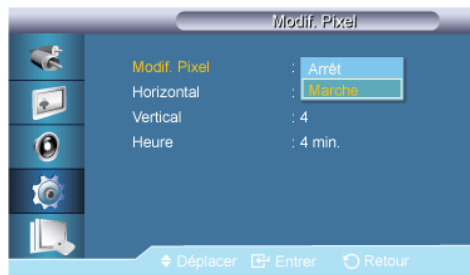 Modif. Pixel
Modif. Pixel : Arrêt
Horizontal : Marche
Vertical : 4
Heure : 4 min.
Déplacer Entrer Retour